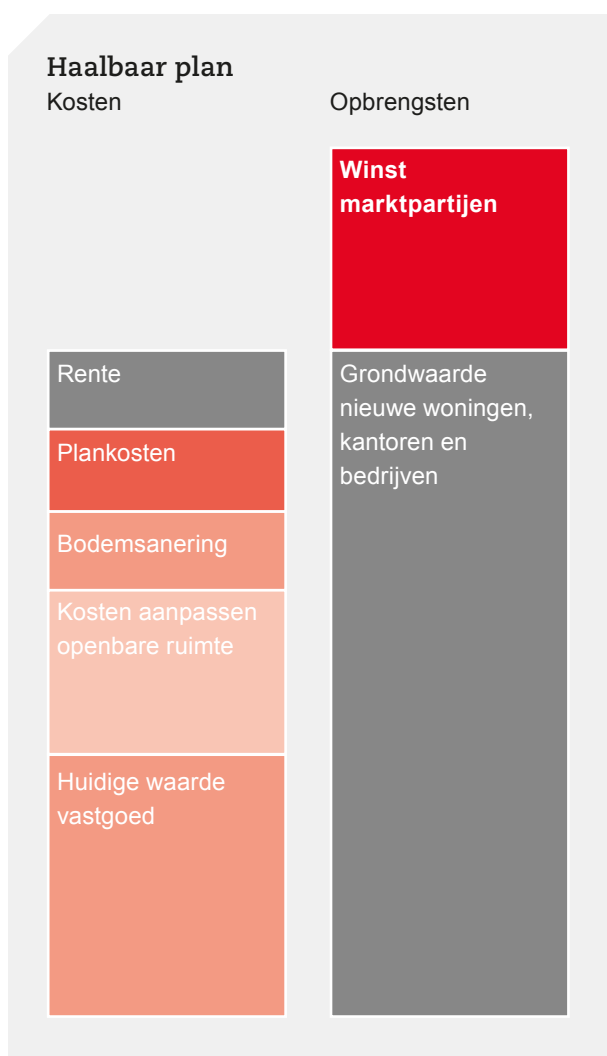 Haalbaar plan
Kosten
Opbrengsten
Winst
marktpartijen
Rente
Plankosten
Bodemsanering
Kosten aanpassen
openbare ruimte
Huidige waarde
vastgoed
Grondwaarde
nieuwe woningen,
kantoren en
bedrijven